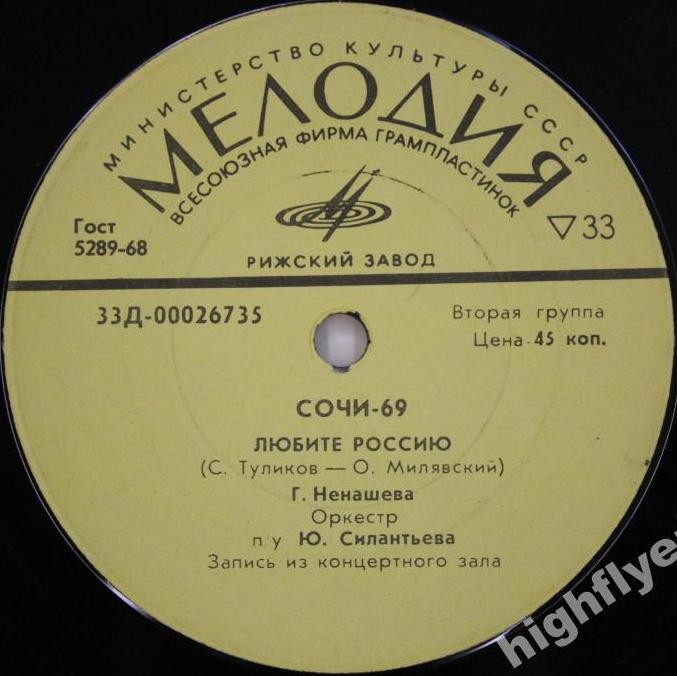 МИНИСТЕРСТВО КУЛЬТУРЫ СССР
МЕЛОДИЯ
ВСЕСОЮЗНАЯ ФИРМА ГРАМПЛАСТИНОК
Гост
5289-68
▽33
РИЖСКИЙ ЗАВОД
33Д-00026735
Вторая группа
Цена 45 коп.
СОЧИ-69
ЛЮБИТЕ РОССИЮ
(С. Туликов — О. Милявский)
Г. Ненашева
Оркестр
п/у Ю. Силантьева
Запись из концертного зала
highflyer